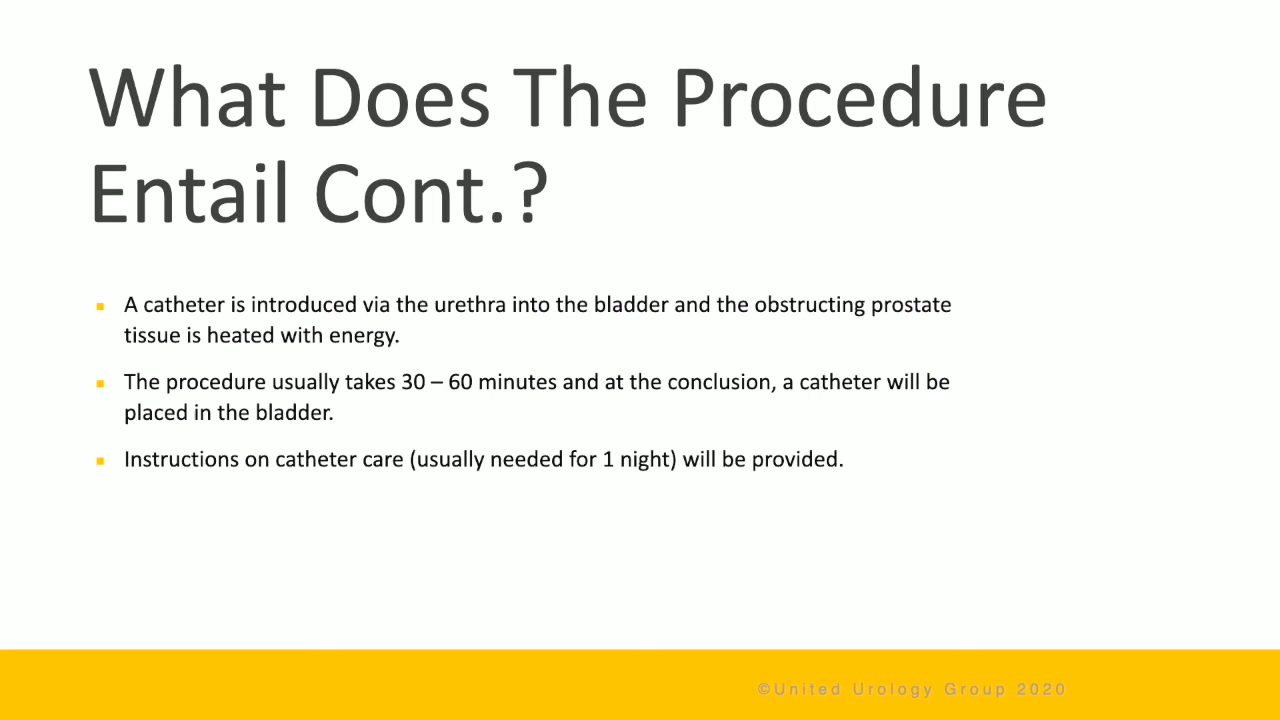 What Does The Procedure
Entail Cont.?
A catheter is introduced via the urethra into the bladder and the obstructing prostate
tissue is heated with energy.
The procedure usually takes 30 – 60 minutes and at the conclusion, a catheter will be
placed in the bladder.
Instructions on catheter care (usually needed for 1 night) will be provided.
©United Urology Group 2020